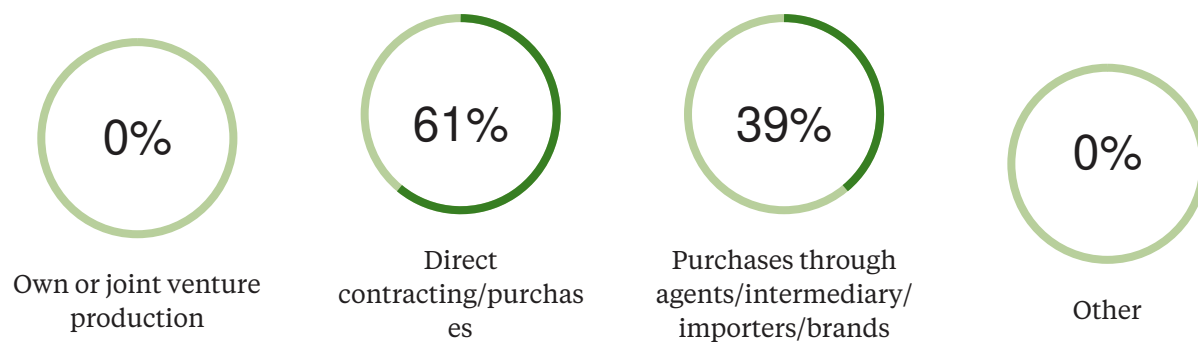 0%
Own or joint venture
production
61%
Direct
contracting/purchas
es
39%
Purchases through
agents/intermediary/
importers/brands
0%
Other